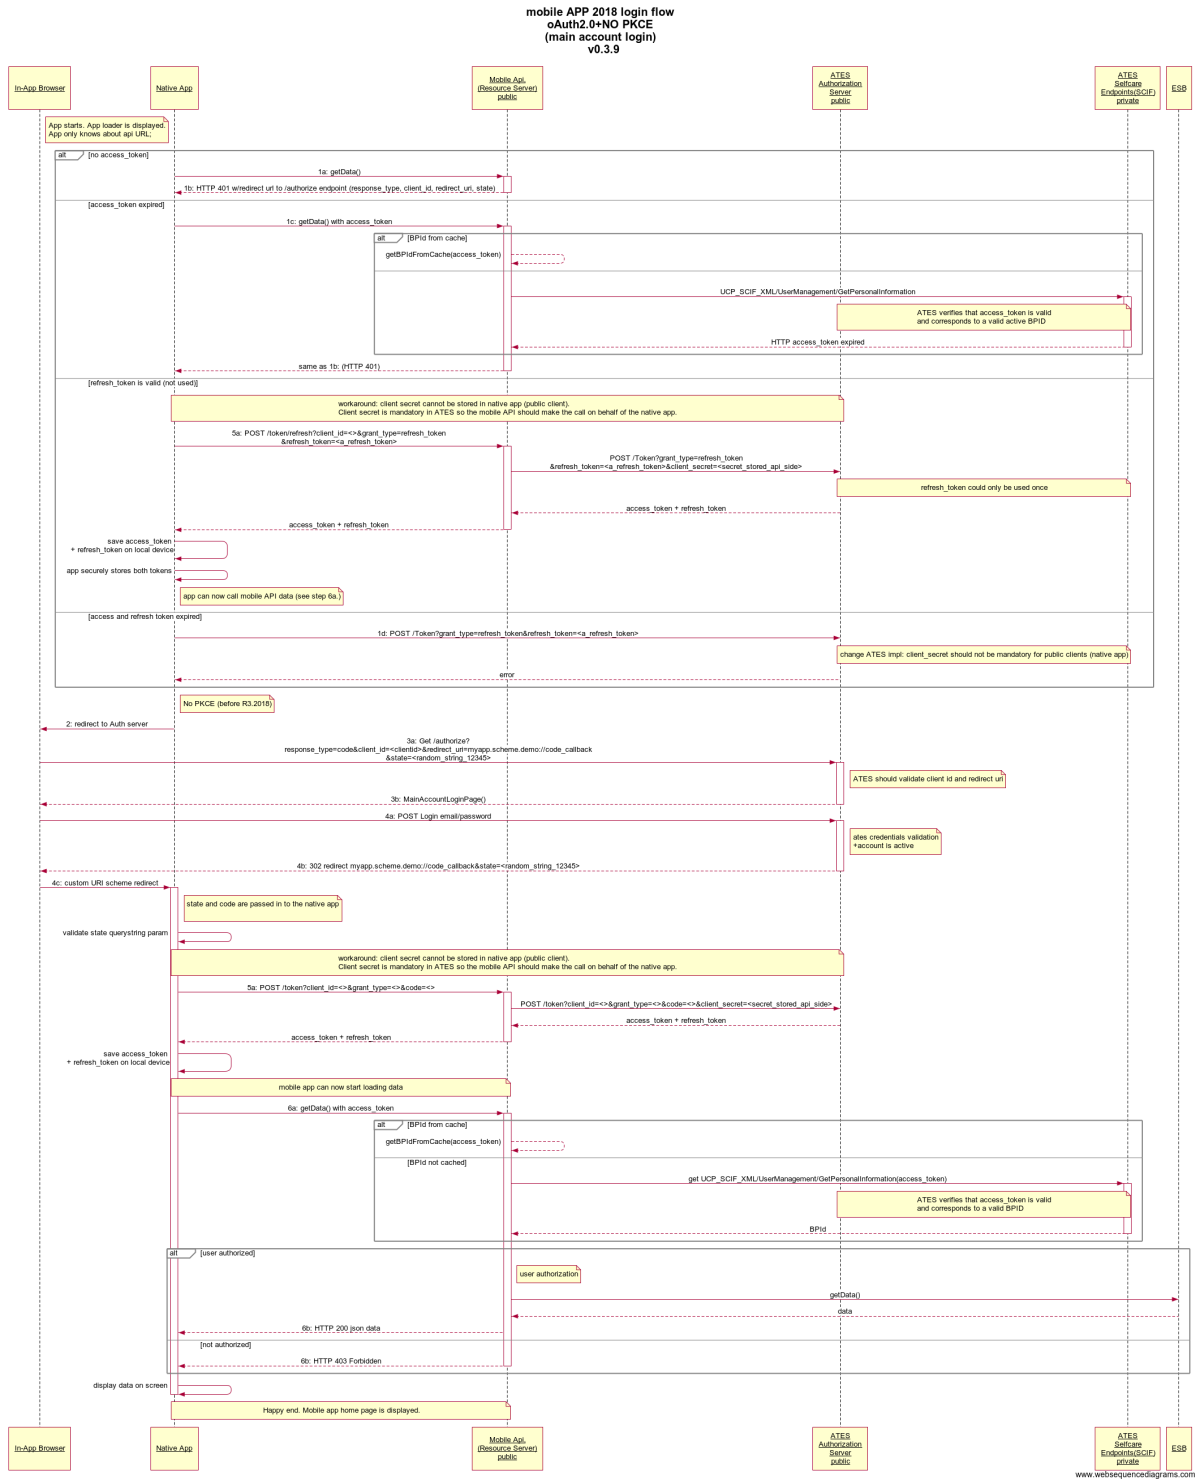 mobile APP 2018 login flow
oAuth2.0+NO PKCE
(main account login)
v0.3.9
In-App Browser
Native App
Mobile Api.
(Resource Server)
public
ATES
Authorization
Server
public
ATES
Selfcare
Endpoints(SCIF)
private
ESB
App starts. App loader is displayed.
App only knows about api URL;
alt [no access_token]
1a: getData()
1b: HTTP 401 w/redirect url to /authorize endpoint (response_type, client_id, redirect_uri, state)
[access_token expired]
1c: getData() with access_token
alt [BPId from cache]
getBPIdFromCache(access_token)
UCP_SCIF_XML/UserManagement/GetPersonalInformation
ATES verifies that access_token is valid
and corresponds to a valid active BPID
HTTP access_token expired
same as 1b: (HTTP 401)
[refresh_token is valid (not used)]
workaround: client secret cannot be stored in native app (public client).
Client secret is mandatory in ATES so the mobile API should make the call on behalf of the native app.
5a: POST /token/refresh?client_id=<>&grant_type=refresh_token
&refresh_token=<a_refresh_token>
POST /Token?grant_type=refresh_token
&refresh_token=<a_refresh_token>&client_secret=<secret_stored_api_side>
refresh_token could only be used once
access_token + refresh_token
access_token + refresh_token
save access_token
+ refresh_token on local device
app securely stores both tokens
app can now call mobile API data (see step 6a.)
[access and refresh token expired]
1d: POST /Token?grant_type=refresh_token&refresh_token=<a_refresh_token>
change ATES impl: client_secret should not be mandatory for public clients (native app)
error
No PKCE (before R3.2018)
2: redirect to Auth server
3a: Get /authorize?
response_type=code&client_id=<clientid>&redirect_uri=myapp.scheme.demo://code_callback
&state=<random_string_12345>
ATES should validate client id and redirect uri
3b: MainAccountLoginPage()
4a: POST Login email/password
ates credentials validation
+account is active
4b: 302 redirect myapp.scheme.demo://code_callback&state=<random_string_12345>
4c: custom URI scheme redirect
state and code are passed in to the native app
validate state querystring param
workaround: client secret cannot be stored in native app (public client).
Client secret is mandatory in ATES so the mobile API should make the call on behalf of the native app.
5a: POST /token?client_id=<>&grant_type=<>&code=<>
POST /token?client_id=<>&grant_type=<>&code=<>&client_secret=<secret_stored_api_side>
access_token + refresh_token
access_token + refresh_token
save access_token
+ refresh_token on local device
mobile app can now start loading data
6a: getData() with access_token
alt [BPId from cache]
getBPIdFromCache(access_token)
[BPId not cached]
get UCP_SCIF_XML/UserManagement/GetPersonalInformation(access_token)
ATES verifies that access_token is valid
and corresponds to a valid BPID
BPId
alt [user authorized]
user authorization
getData()
data
6b: HTTP 200 json data
[not authorized]
6b: HTTP 403 Forbidden
display data on screen
Happy end. Mobile app home page is displayed.
In-App Browser
Native App
Mobile Api.
(Resource Server)
public
ATES
Authorization
Server
public
ATES
Selfcare
Endpoints(SCIF)
private
ESB
www.websequencediagrams.com